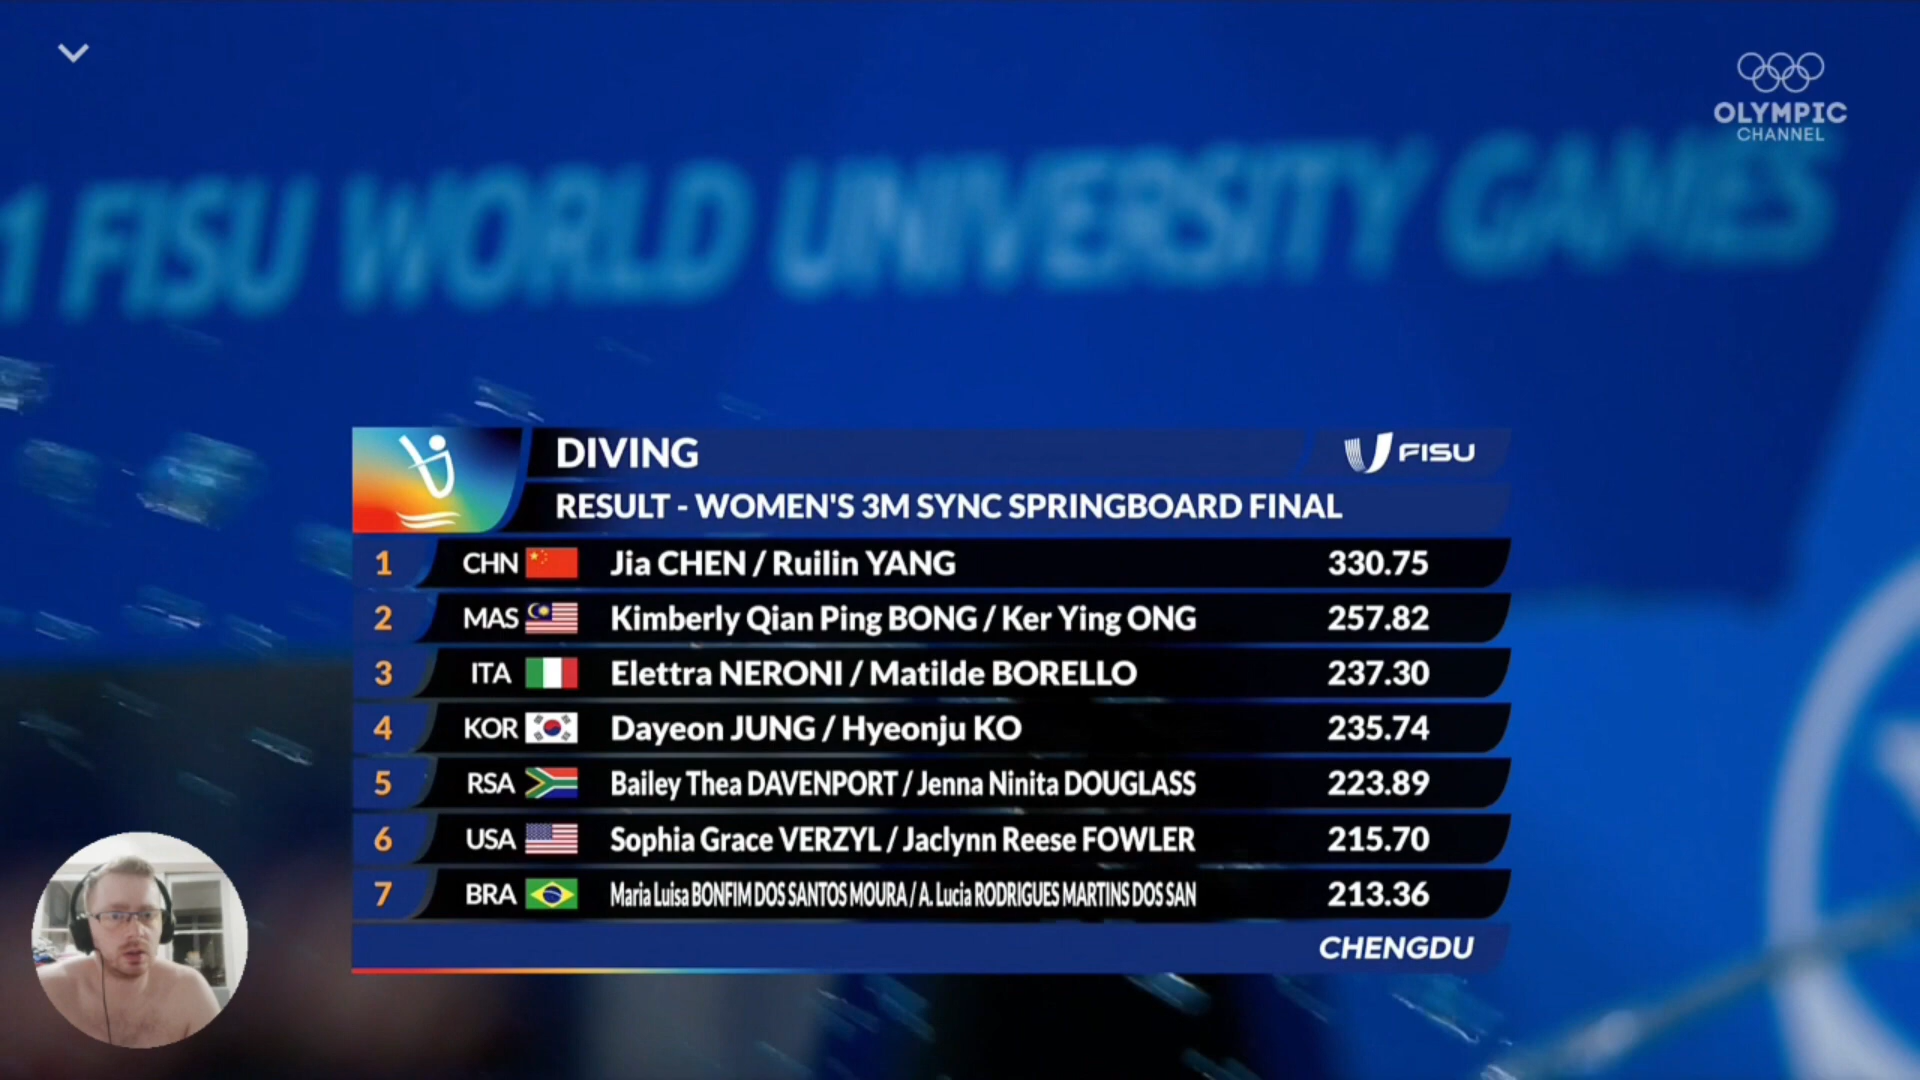 OLYMPIC
CHANNEL
1 FISU WORLD UNIVERSITY GAMES
DIVING
FISU
RESULT - WOMEN'S 3M SYNC SPRINGBOARD FINAL
1 CHN Jia CHEN / Ruilin YANG 330.75
2 MAS Kimberly Qian Ping BONG / Ker Ying ONG 257.82
3 ITA Elettra NERONI / Matilde BORELLO 237.30
4 KOR Dayeon JUNG / Hyeonju KO 235.74
5 RSA Bailey Thea DAVENPORT / Jenna Ninita DOUGLASS 223.89
6 USA Sophia Grace VERZYL / Jaclynn Reese FOWLER 215.70
7 BRA Maria Luisa BONFIM DOS SANTOS MOURA / A. Lucia RODRIGUES MARTINS DOS SAN 213.36
CHENGDU